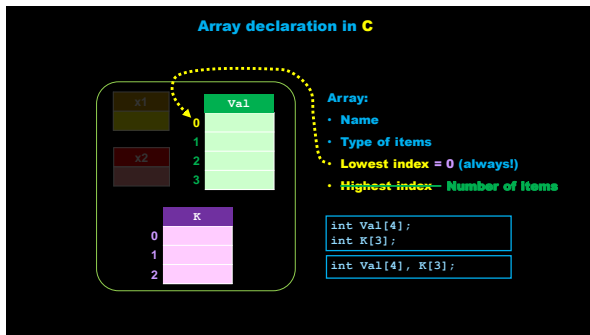 Array declaration in C
x1
Val
0
1
2
3
x2
K
0
1
2
Array:
• Name
• Type of items
• Lowest index = 0 (always!)
• Highest index Number of Items
int Val[4];
int K[3];
int Val[4], K[3];